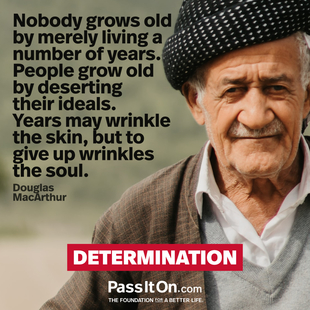 Nobody grows old
by merely living a
number of years.
People grow old
by deserting
their ideals.
Years may wrinkle
the skin, but to
give up wrinkles
the soul.
Douglas
MacArthur
DETERMINATION
PassItOn.com
THE FOUNDATION FOR A BETTER LIFE.